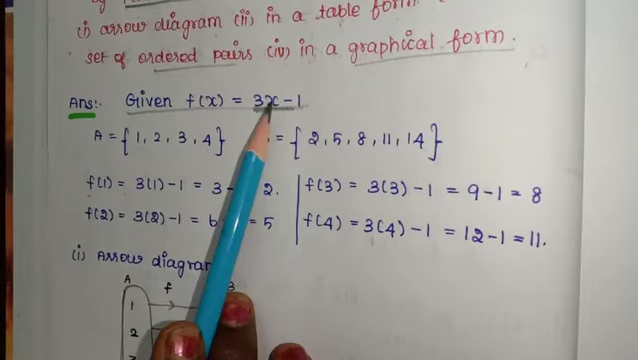 (i) arrow diagram (ii) in a table form
set of ordered pairs (iv) in a graphical form.
Ans:- Given f(x) = 3x-1
A = {1, 2, 3, 4} = {2, 5, 8, 11, 14}
f(1) = 3(1)-1 = 3- 2. f(3) = 3(3)-1 = 9-1 = 8
f(2) = 3(2)-1 = 6 = 5 f(4) = 3(4)-1 = 12-1 = 11.
(i) Arrow diagram
A f B
1
2